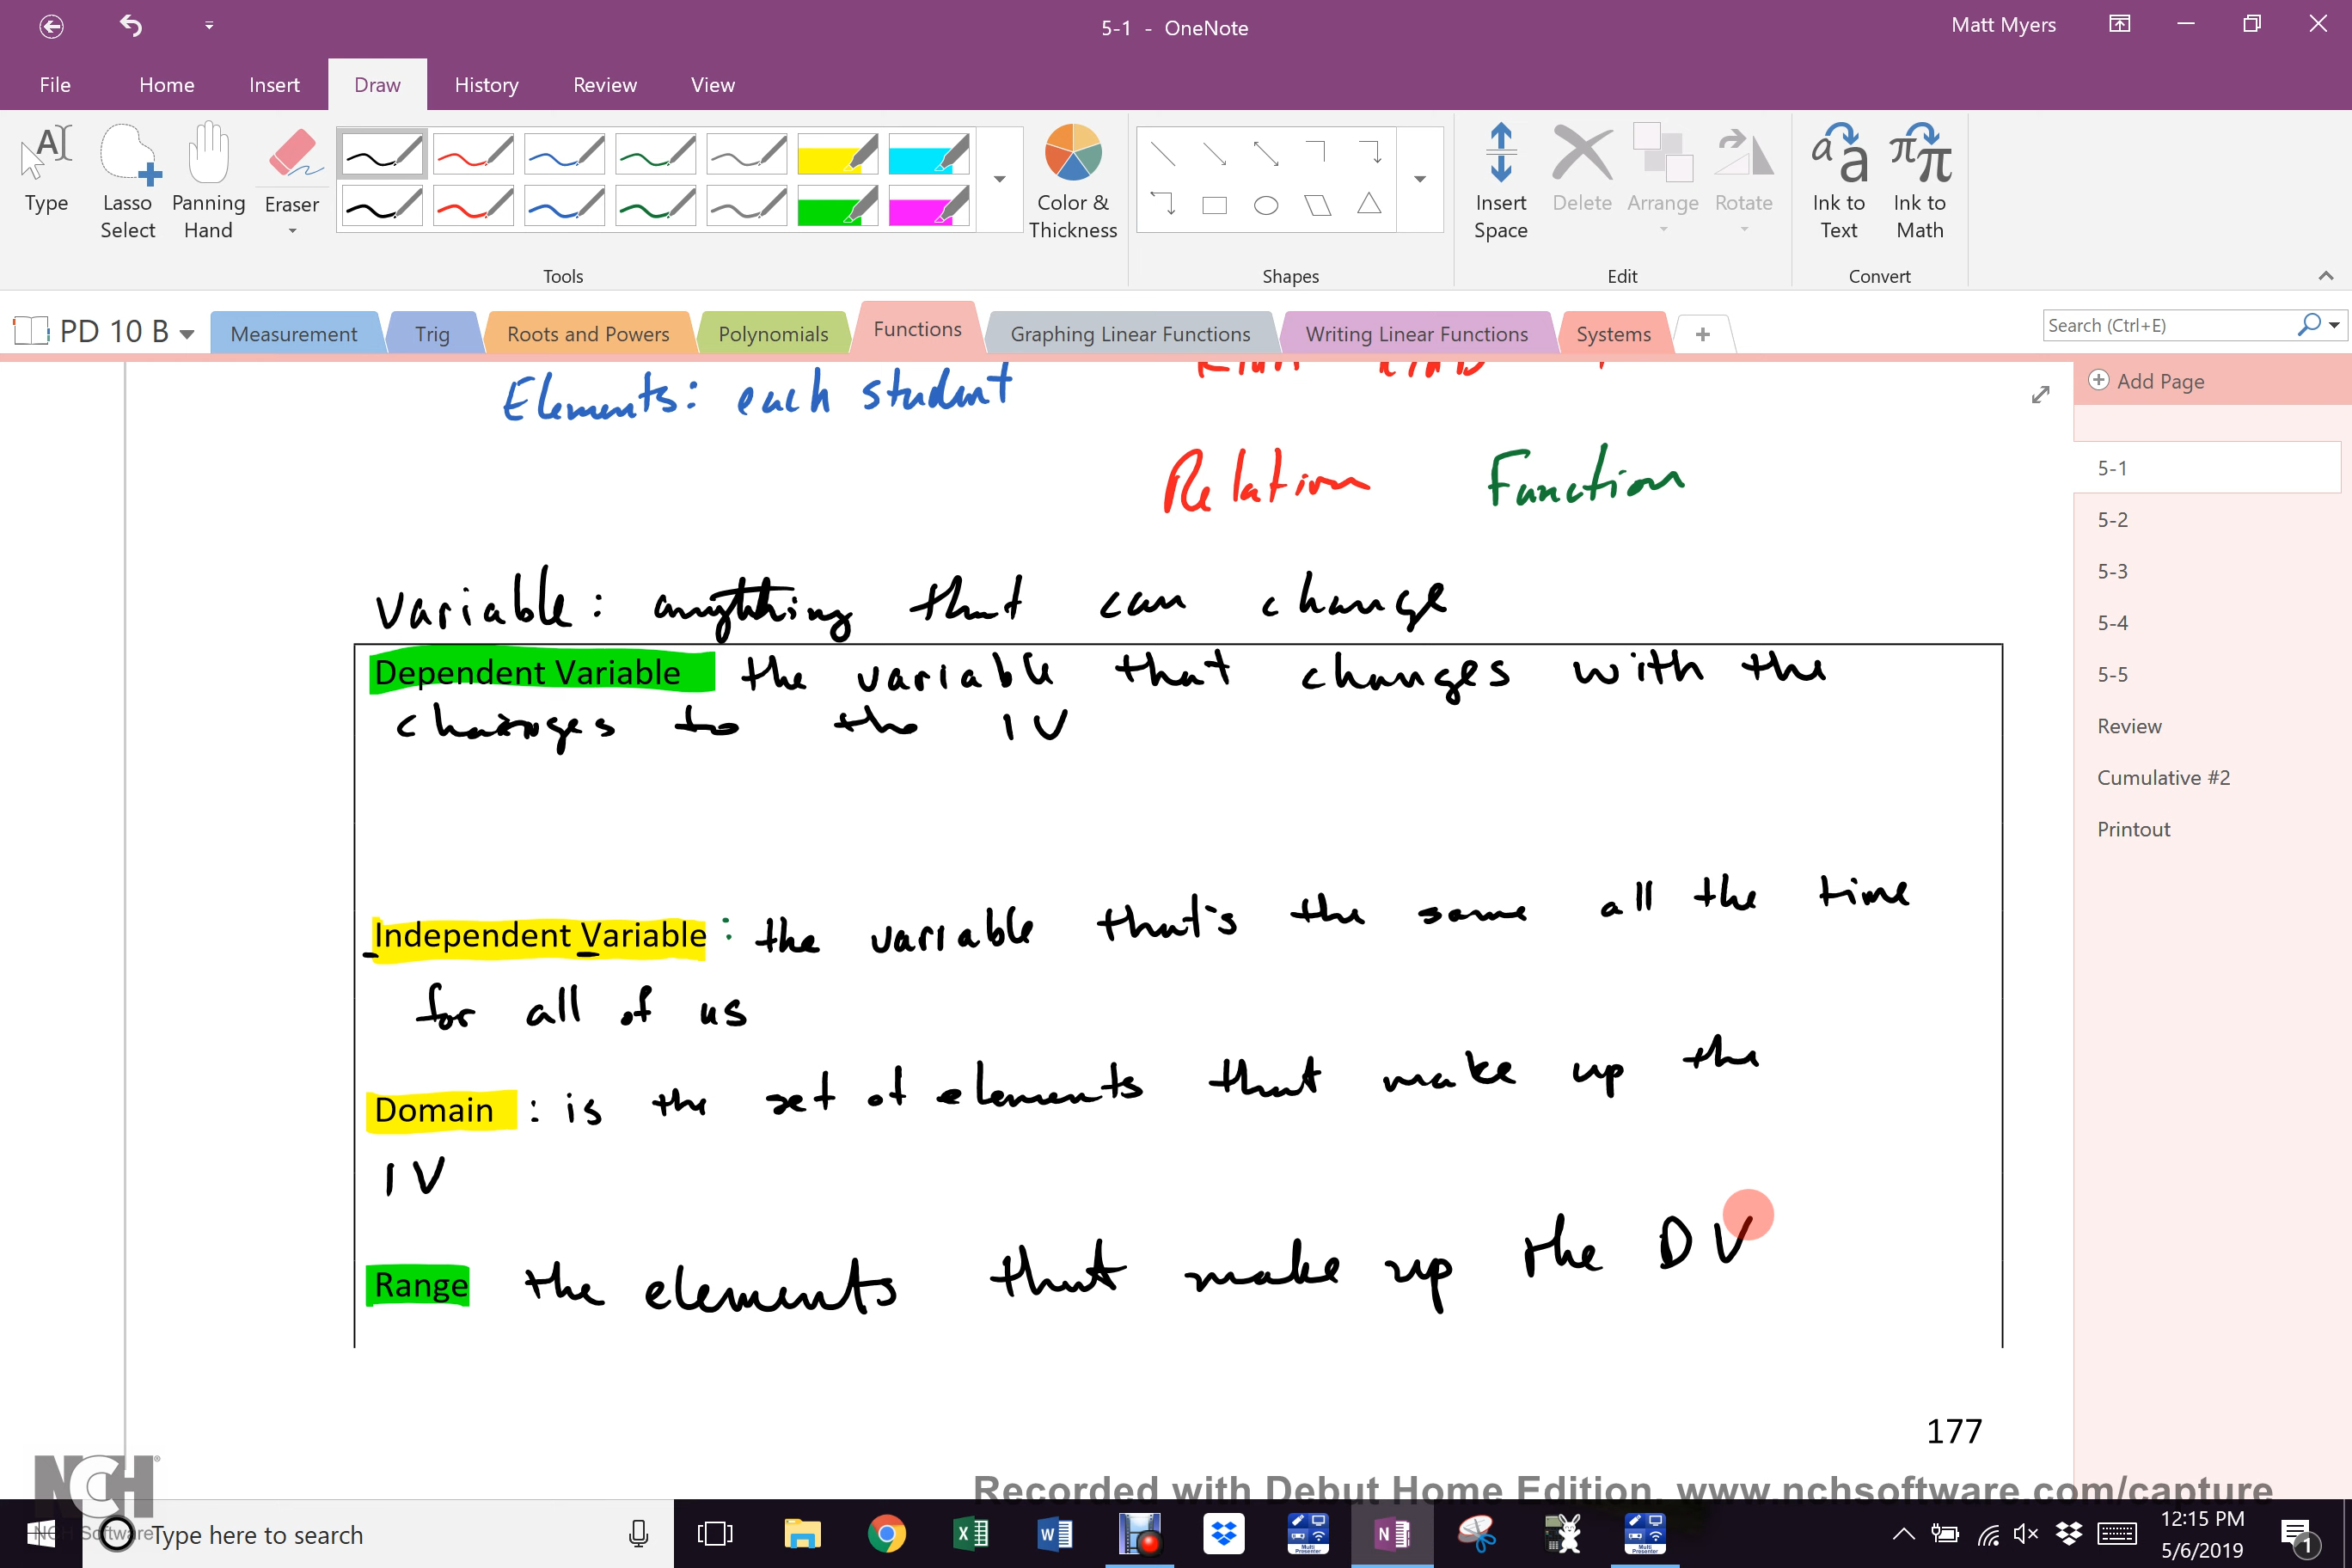 5-1 - OneNote
Matt Myers
File Home Insert Draw History Review View
Type
Lasso Select
Panning Hand
Eraser
Color & Thickness
Insert Space
Delete
Arrange
Rotate
Ink to Text
Ink to Math
Tools
Shapes
Edit
Convert
PD 10 B
Measurement Trig Roots and Powers Polynomials Functions Graphing Linear Functions Writing Linear Functions Systems
Search (Ctrl+E)
Add Page
5-1
5-2
5-3
5-4
5-5
Review
Cumulative #2
Printout
Elements: each student
Relation Function
variable: anything that can change
Dependent Variable the variable that changes with the
changes to the IV
Independent Variable : the variable that's the same all the time
for all of us
Domain : is the set of elements that make up the
IV
Range the elements that make up the DV
177
NCH
NCH Software
Recorded with Debut Home Edition. www.nchsoftware.com/capture
Type here to search
12:15 PM
5/6/2019
1